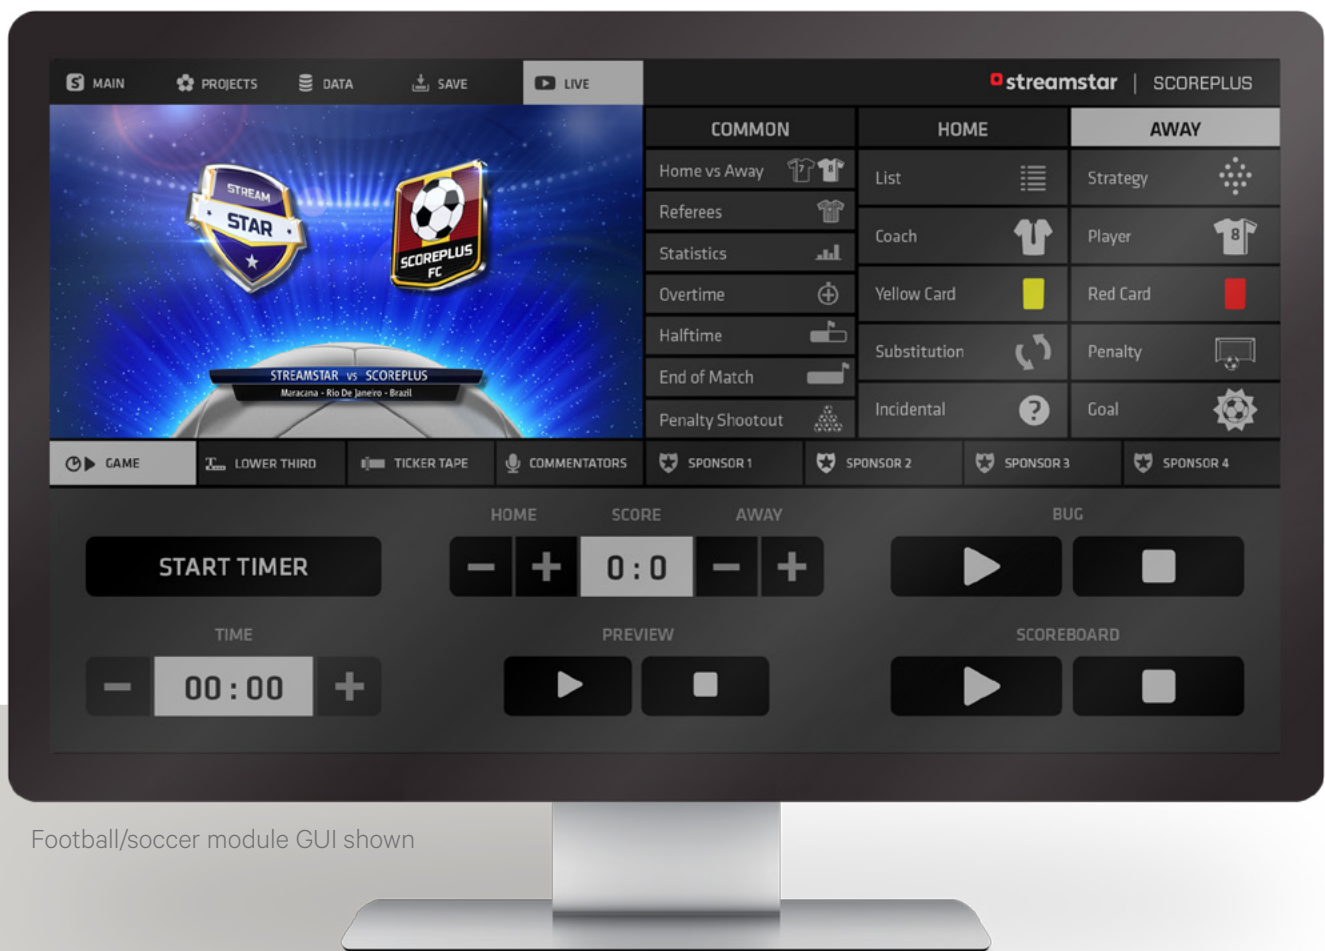 MAIN PROJECTS DATA SAVE LIVE
streamstar | SCOREPLUS
COMMON HOME AWAY
STREAM
STAR
SCOREPLUS
FC
STREAMSTAR VS SCOREPLUS
Maracana - Rio De Janeiro - Brazil
Home vs Away 7 8
Referees
Statistics
Overtime
Halftime
End of Match
Penalty Shootout
List
Coach
Yellow Card
Substitution
Incidental ?
Strategy
Player 8
Red Card
Penalty
Goal
GAME LOWER THIRD TICKER TAPE COMMENTATORS SPONSOR 1 SPONSOR 2 SPONSOR 3 SPONSOR 4
HOME SCORE AWAY BUG
START TIMER - + 0:0 - +
TIME PREVIEW SCOREBOARD
- 00:00 +
Football/soccer module GUI shown